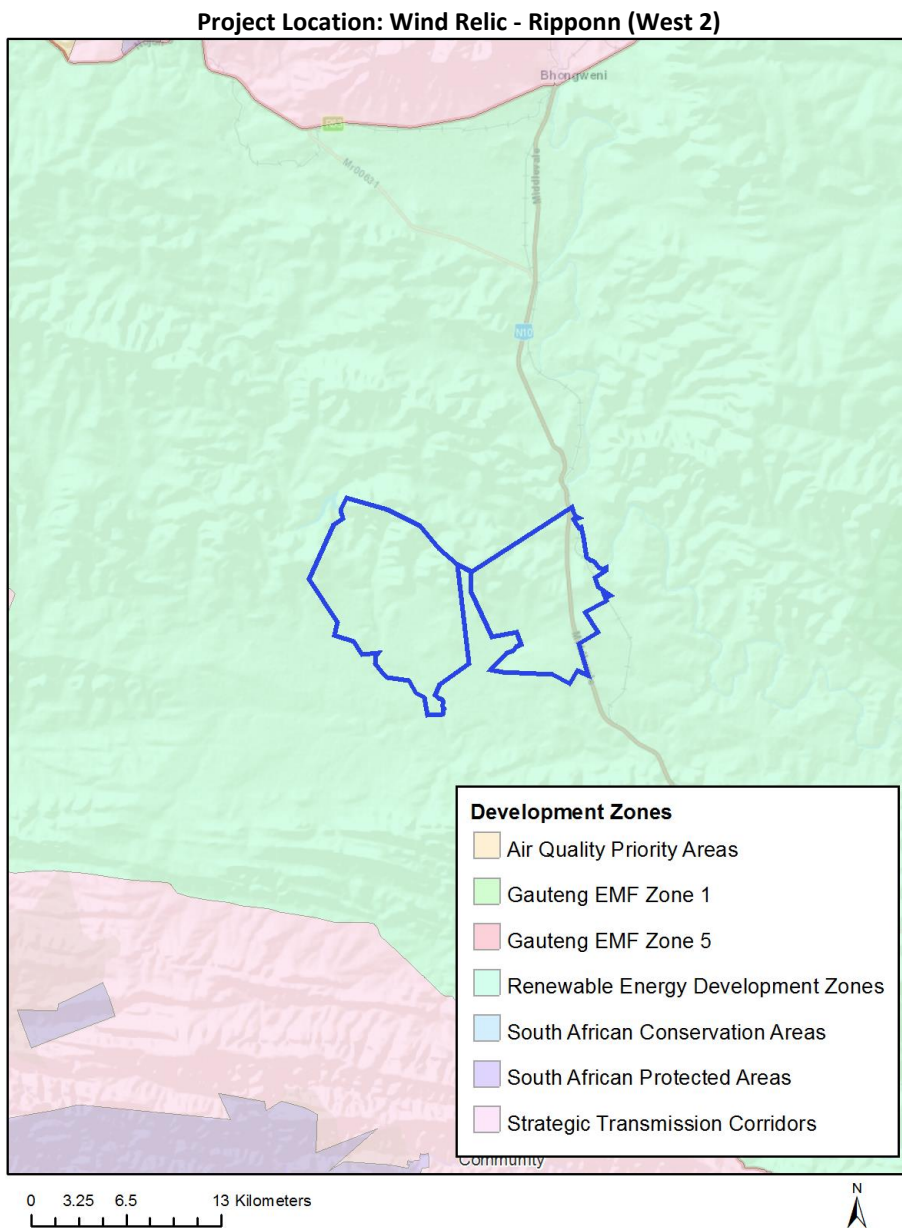 Project Location: Wind Relic - Ripponn (West 2)
Bhongweni
Mr00631
Middlevale
N10
Development Zones
Air Quality Priority Areas
Gauteng EMF Zone 1
Gauteng EMF Zone 5
Renewable Energy Development Zones
South African Conservation Areas
South African Protected Areas
Strategic Transmission Corridors
Community
0 3.25 6.5 13 Kilometers
N